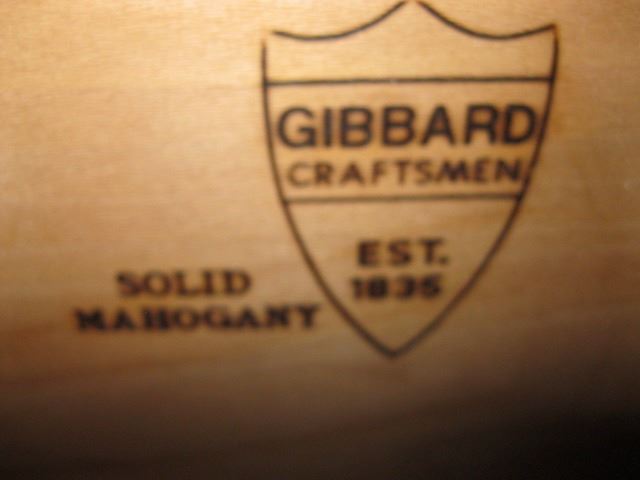 GIBBARD
CRAFTSMEN
EST.
1835
SOLID
MAHOGANY